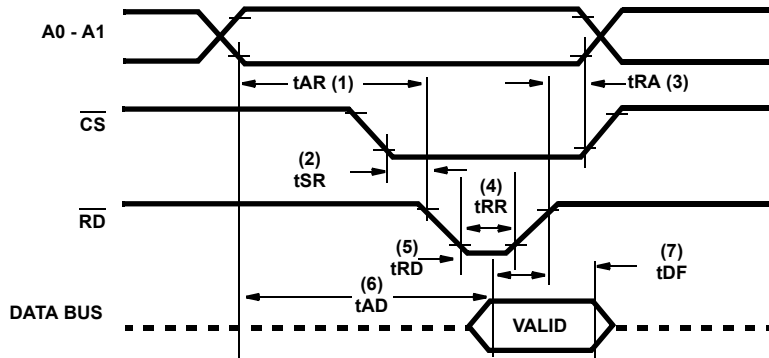 A0 - A1
tAR (1)
tRA (3)
CS
(2)
tSR
(4)
tRR
RD
(5)
tRD
(7)
tDF
(6)
tAD
DATA BUS
VALID